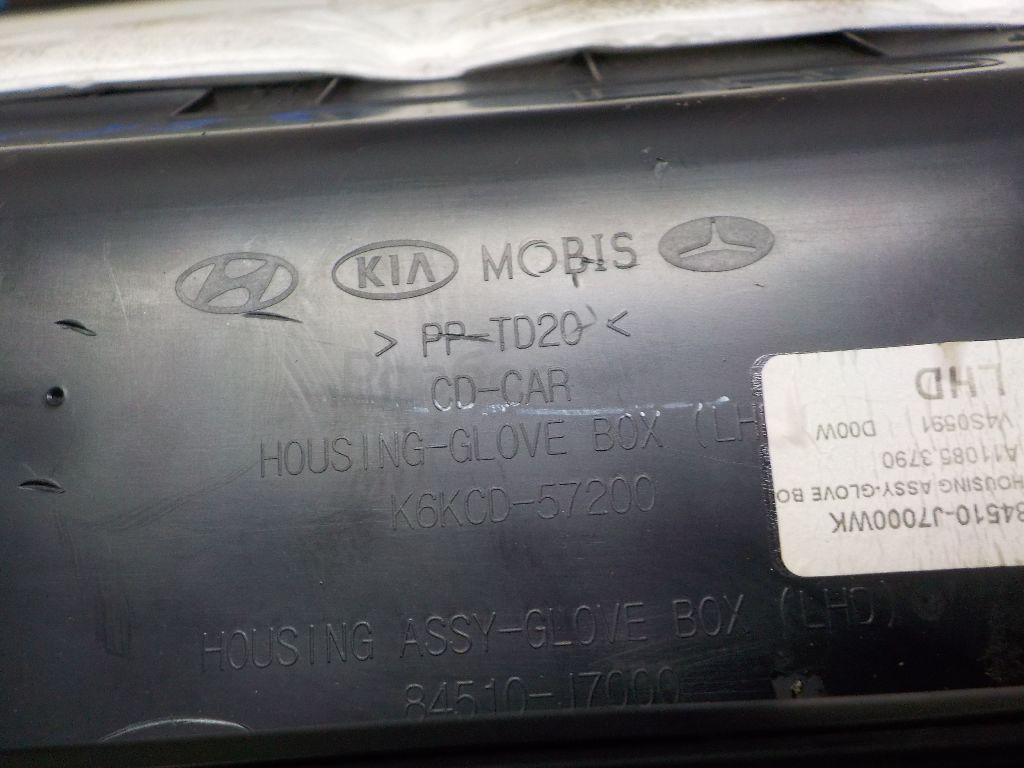 KIA MOBIS
> PP-TD20 <
CD-CAR
HOUSING-GLOVE BOX (LH
K6KCD-57200
HOUSING ASSY-GLOVE BOX (LHD)
84510-J7000
84510-J7000WK
HOUSING ASSY-GLOVE BO
A11085.3790
V4S0591 D00W
LHD